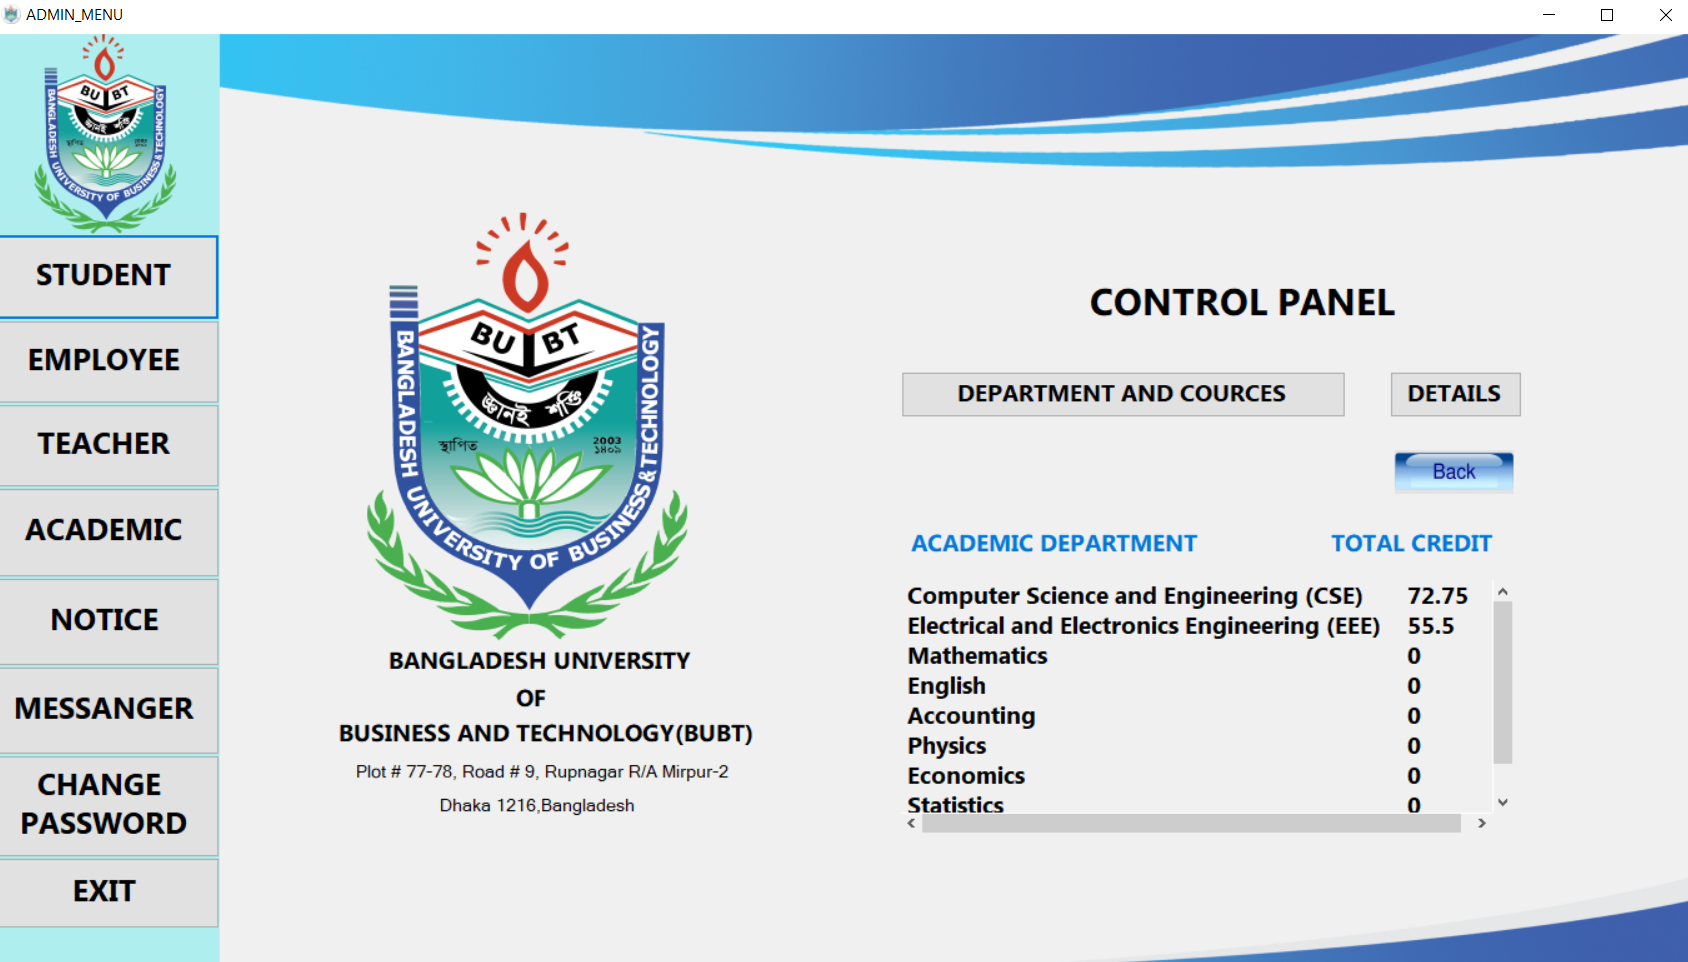 ADMIN_MENU
BU BT
জ্ঞানই শক্তি
BANGLADESH UNIVERSITY OF BUSINESS & TECHNOLOGY
STUDENT
EMPLOYEE
TEACHER
ACADEMIC
NOTICE
MESSANGER
CHANGE
PASSWORD
EXIT
BU BT
জ্ঞানই শক্তি
স্থাপিত
2003
১৪০৯
BANGLADESH UNIVERSITY OF BUSINESS & TECHNOLOGY
BANGLADESH UNIVERSITY
OF
BUSINESS AND TECHNOLOGY(BUBT)
Plot # 77-78, Road # 9, Rupnagar R/A Mirpur-2
Dhaka 1216,Bangladesh
CONTROL PANEL
DEPARTMENT AND COURCES DETAILS
Back
ACADEMIC DEPARTMENT TOTAL CREDIT
Computer Science and Engineering (CSE) 72.75
Electrical and Electronics Engineering (EEE) 55.5
Mathematics 0
English 0
Accounting 0
Physics 0
Economics 0
Statistics 0